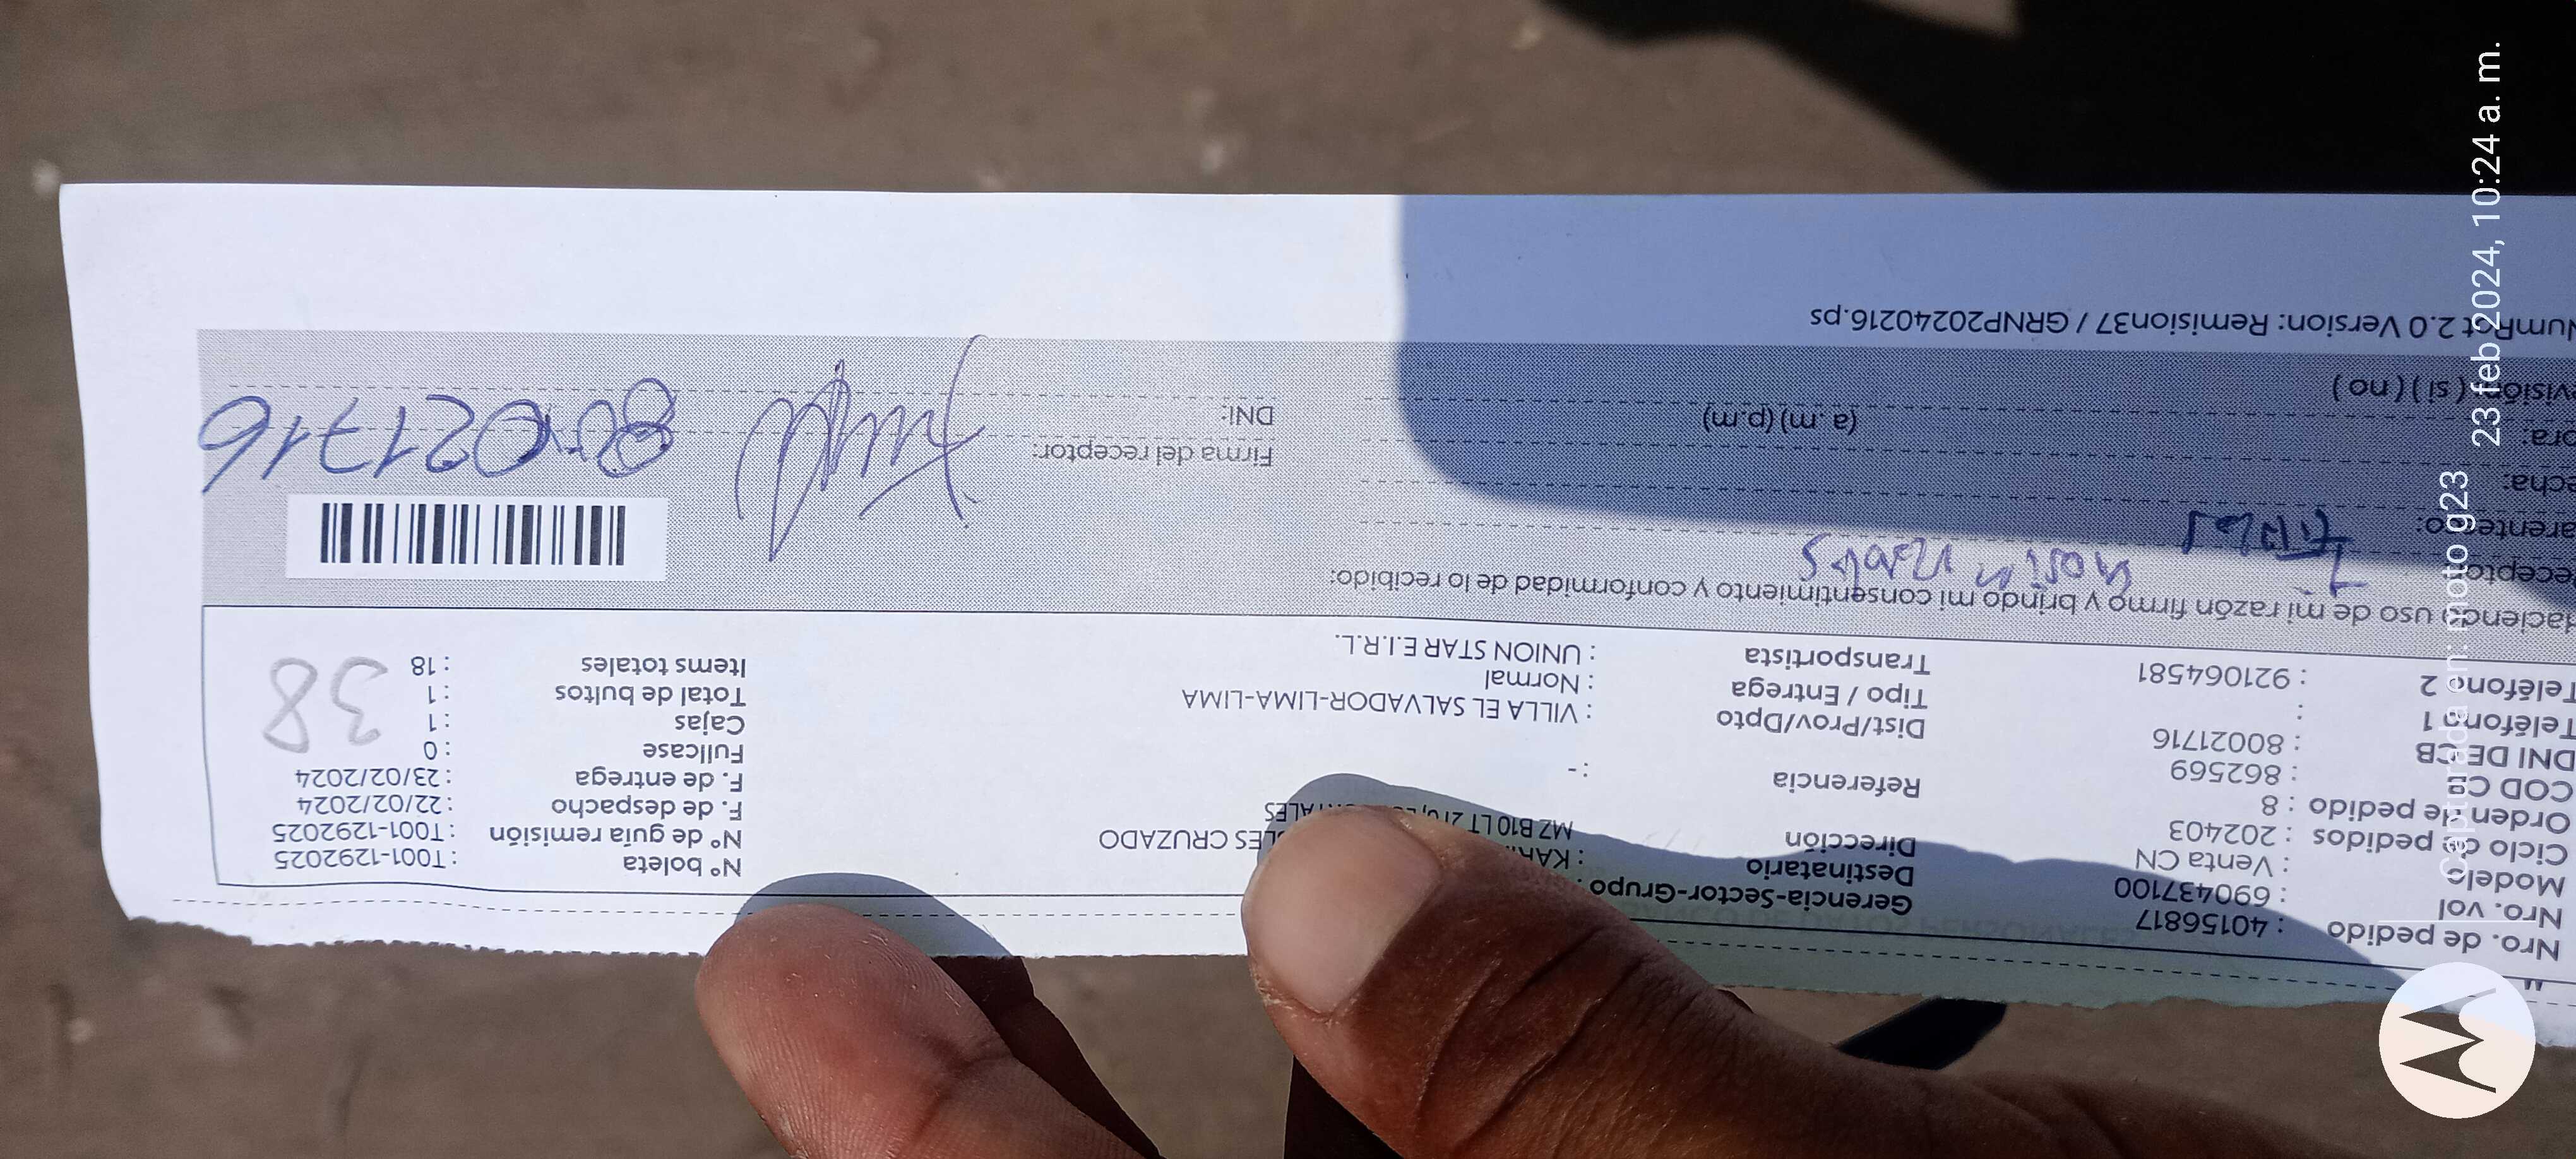 Nro. de pedido : 40156817
Nro. vol : 690437100
Modelo : Venta CN
Ciclo de pedidos : 202403
Orden de pedido : 8
COD CB : 862569
DNI DE CB : 80021716
Teléfono 1 :
Teléfono 2 : 921064581
Gerencia-Sector-Grupo :
Destinatario : LES CRUZADO
Dirección MZ B10 LT
Referencia : -
Dist/Prov/Dpto : VILLA EL SALVADOR-LIMA-LIMA
Tipo / Entrega : Normal
Transportista : UNION STAR E.I.R.L.
N° boleta : T001-1292025
N° de guía remisión : T001-1292025
F. de despacho : 22/02/2024
F. de entrega : 23/02/2024
Fullcase : 0
Cajas : 1
Total de bultos : 1
Items totales : 18
38
Haciendo uso de mi razón firmo y brindo mi consentimiento y conformidad de lo recibido:
Firma del receptor:
DNI:
80021716
(a .m) (p.m)
( si ) ( no )
2.0 Version: Remision37 / GRNP20240216.ps
23 feb 2024, 10:24 a. m.
moto g23